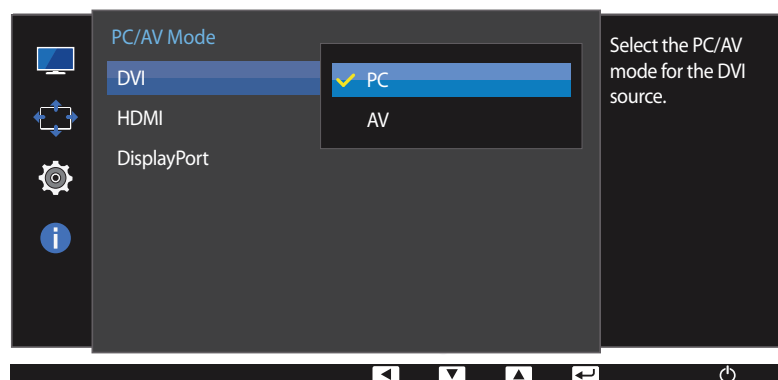 PC/AV Mode
DVI
HDMI
DisplayPort
PC
AV
Select the PC/AV
mode for the DVI
source.